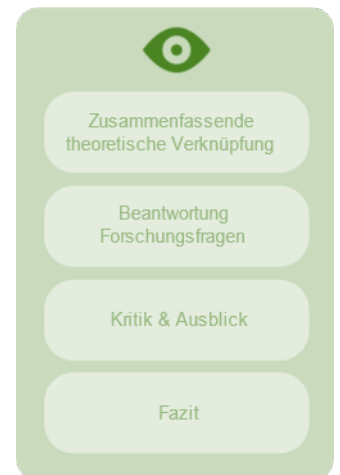 Zusammenfassende
theoretische Verknüpfung
Beantwortung
Forschungsfragen
Kritik & Ausblick
Fazit